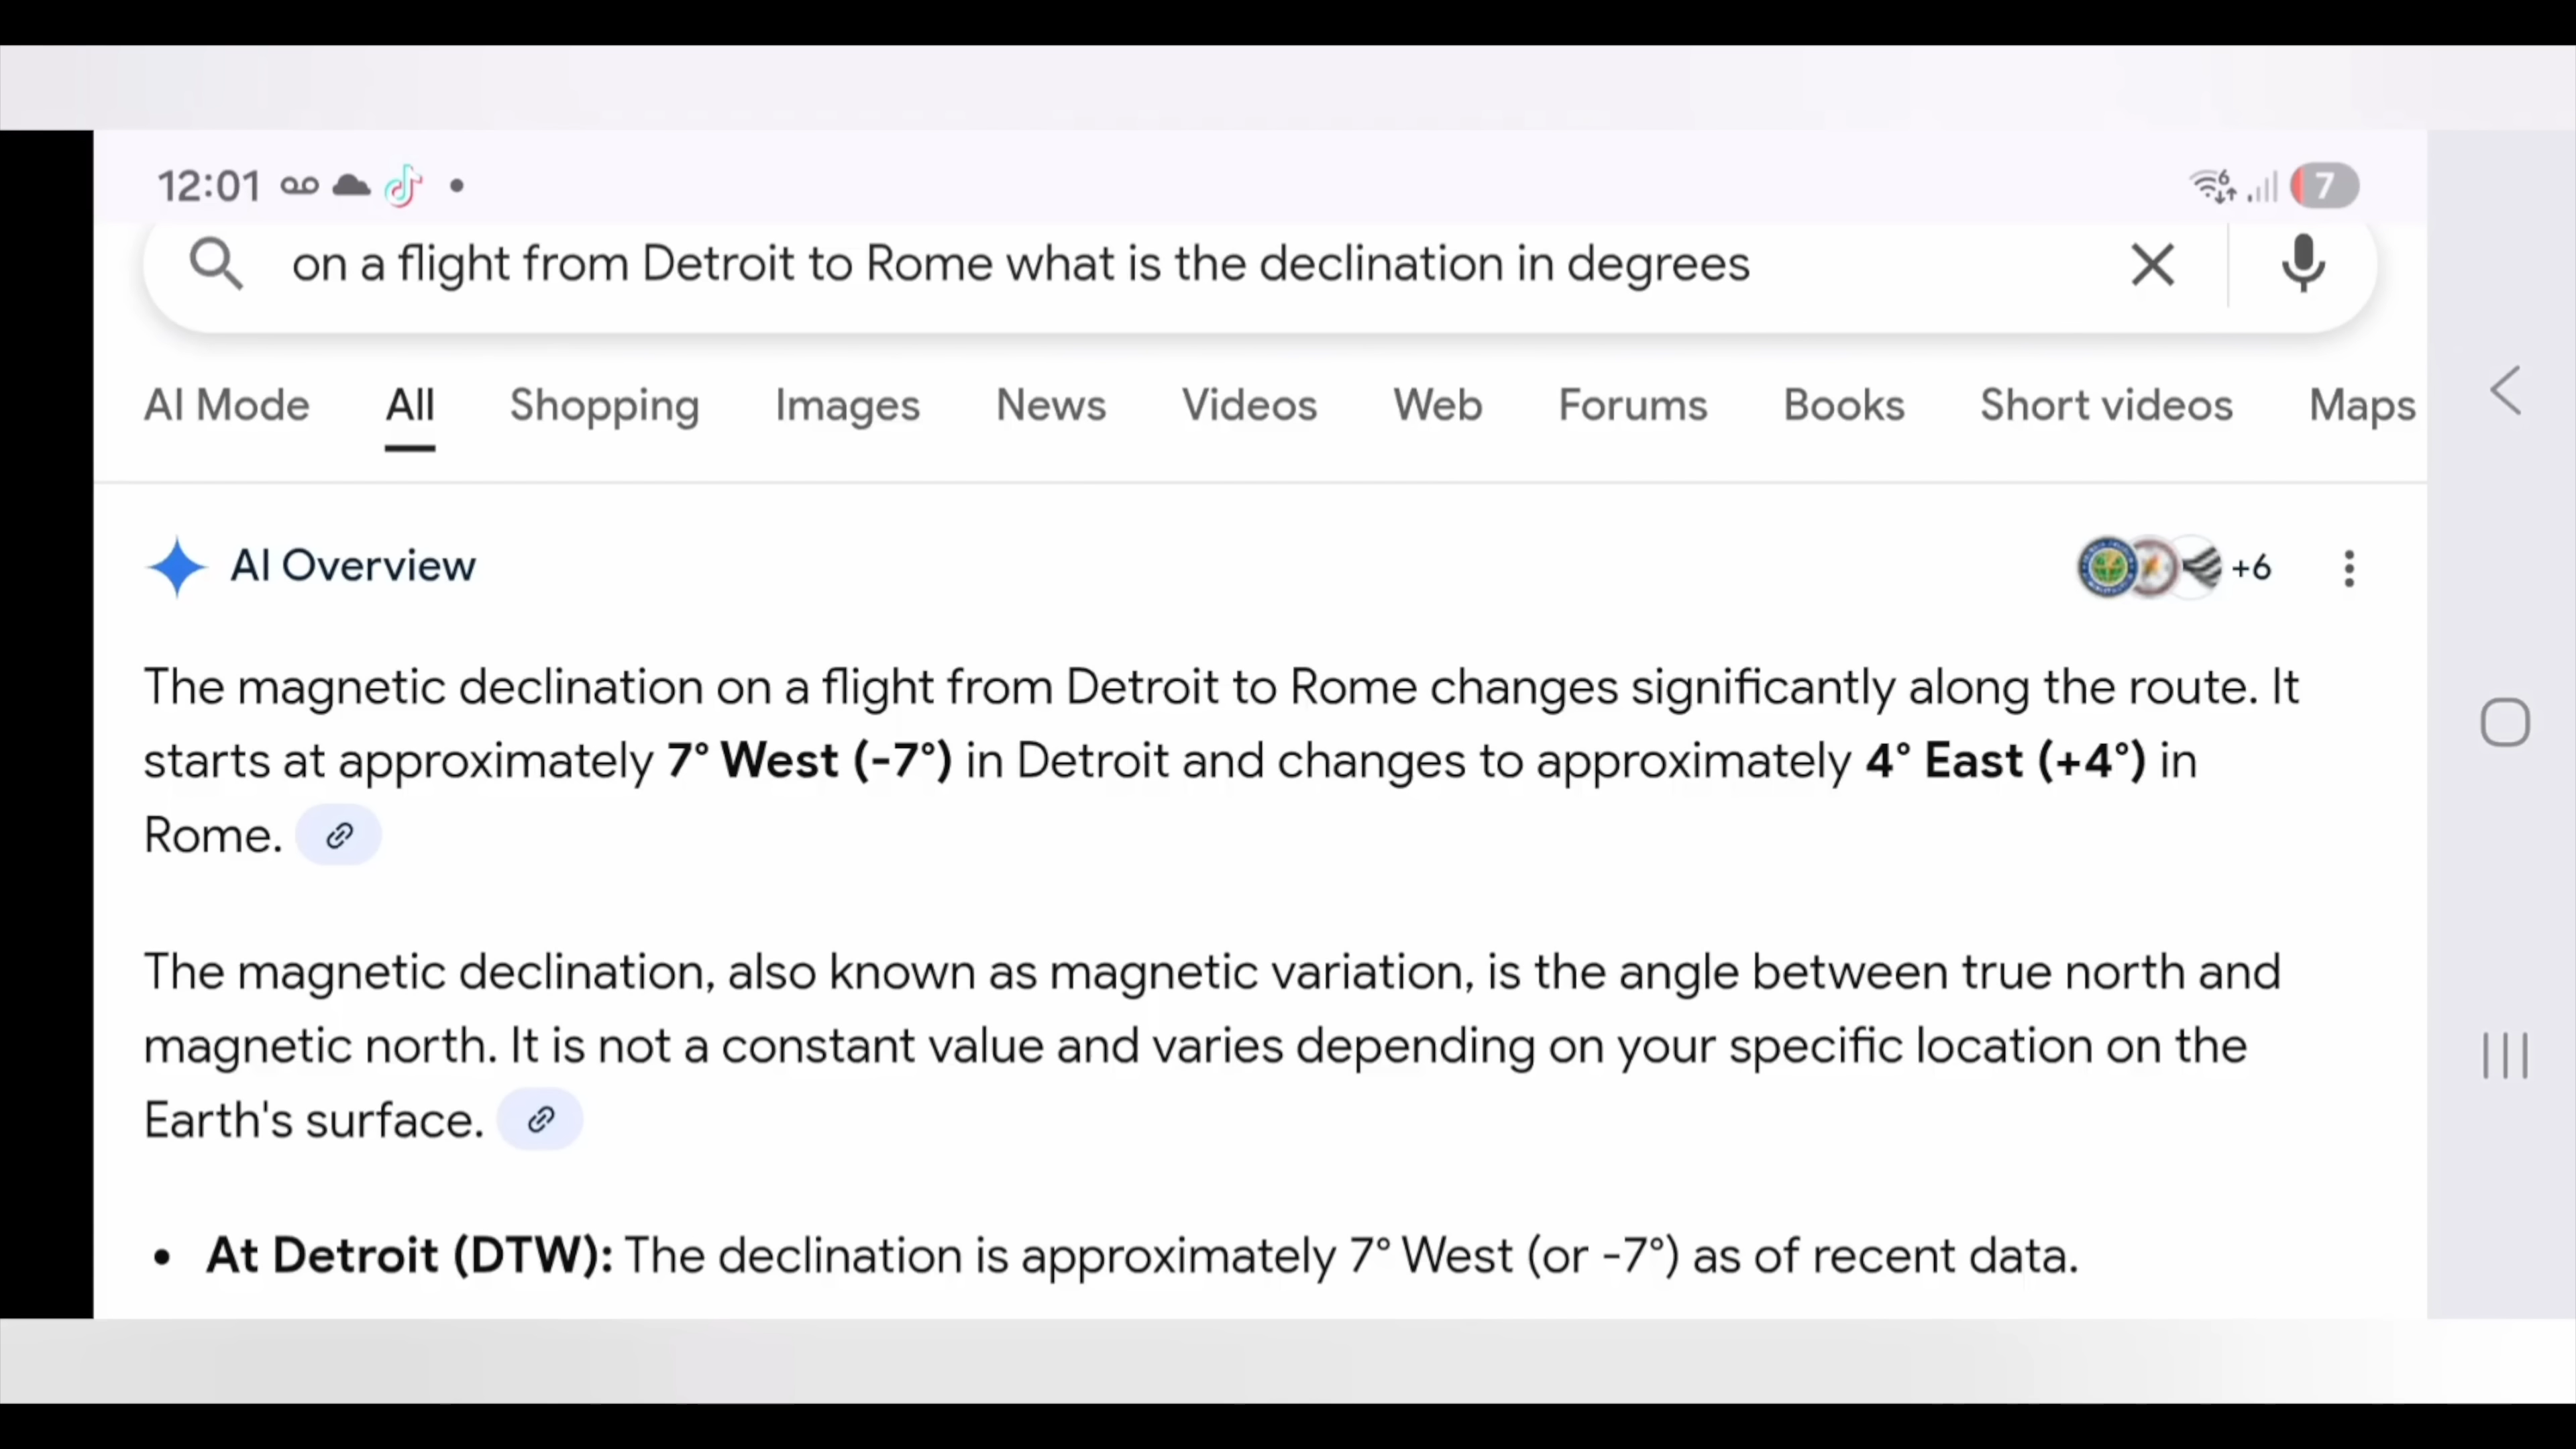 12:01
6
7
on a flight from Detroit to Rome what is the declination in degrees
AI Mode All Shopping Images News Videos Web Forums Books Short videos Maps
AI Overview
+6
The magnetic declination on a flight from Detroit to Rome changes significantly along the route. It
starts at approximately 7° West (-7°) in Detroit and changes to approximately 4° East (+4°) in
Rome.
The magnetic declination, also known as magnetic variation, is the angle between true north and
magnetic north. It is not a constant value and varies depending on your specific location on the
Earth's surface.
• At Detroit (DTW): The declination is approximately 7° West (or -7°) as of recent data.